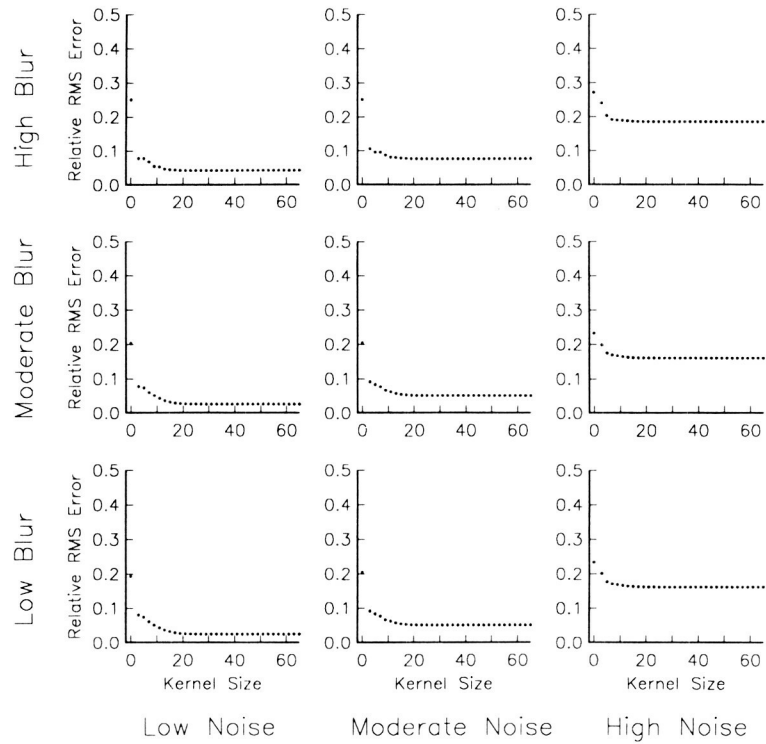 High Blur
Relative RMS Error
0.5
0.4
0.3
0.2
0.1
0.0
0 20 40 60
0.5
0.4
0.3
0.2
0.1
0.0
0 20 40 60
0.5
0.4
0.3
0.2
0.1
0.0
0 20 40 60
Moderate Blur
Relative RMS Error
0.5
0.4
0.3
0.2
0.1
0.0
0 20 40 60
0.5
0.4
0.3
0.2
0.1
0.0
0 20 40 60
0.5
0.4
0.3
0.2
0.1
0.0
0 20 40 60
Low Blur
Relative RMS Error
0.5
0.4
0.3
0.2
0.1
0.0
0 20 40 60
Kernel Size
0.5
0.4
0.3
0.2
0.1
0.0
0 20 40 60
Kernel Size
0.5
0.4
0.3
0.2
0.1
0.0
0 20 40 60
Kernel Size
Low Noise
Moderate Noise
High Noise